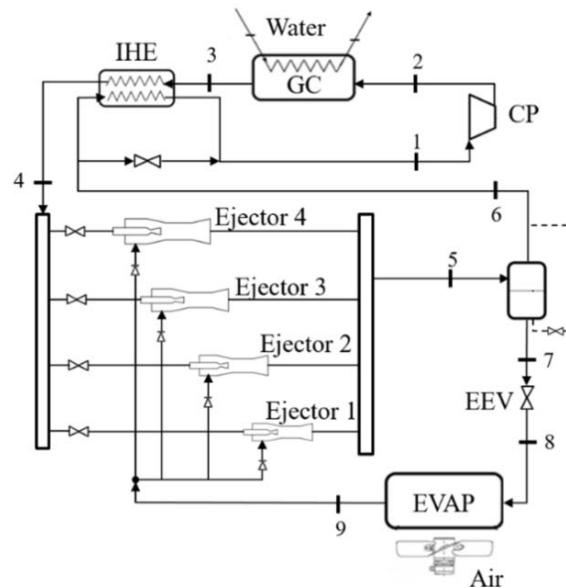 Water
IHE
3
GC
2
CP
1
4
6
Ejector 4
5
Ejector 3
7
Ejector 2
EEV
Ejector 1
8
EVAP
9
Air